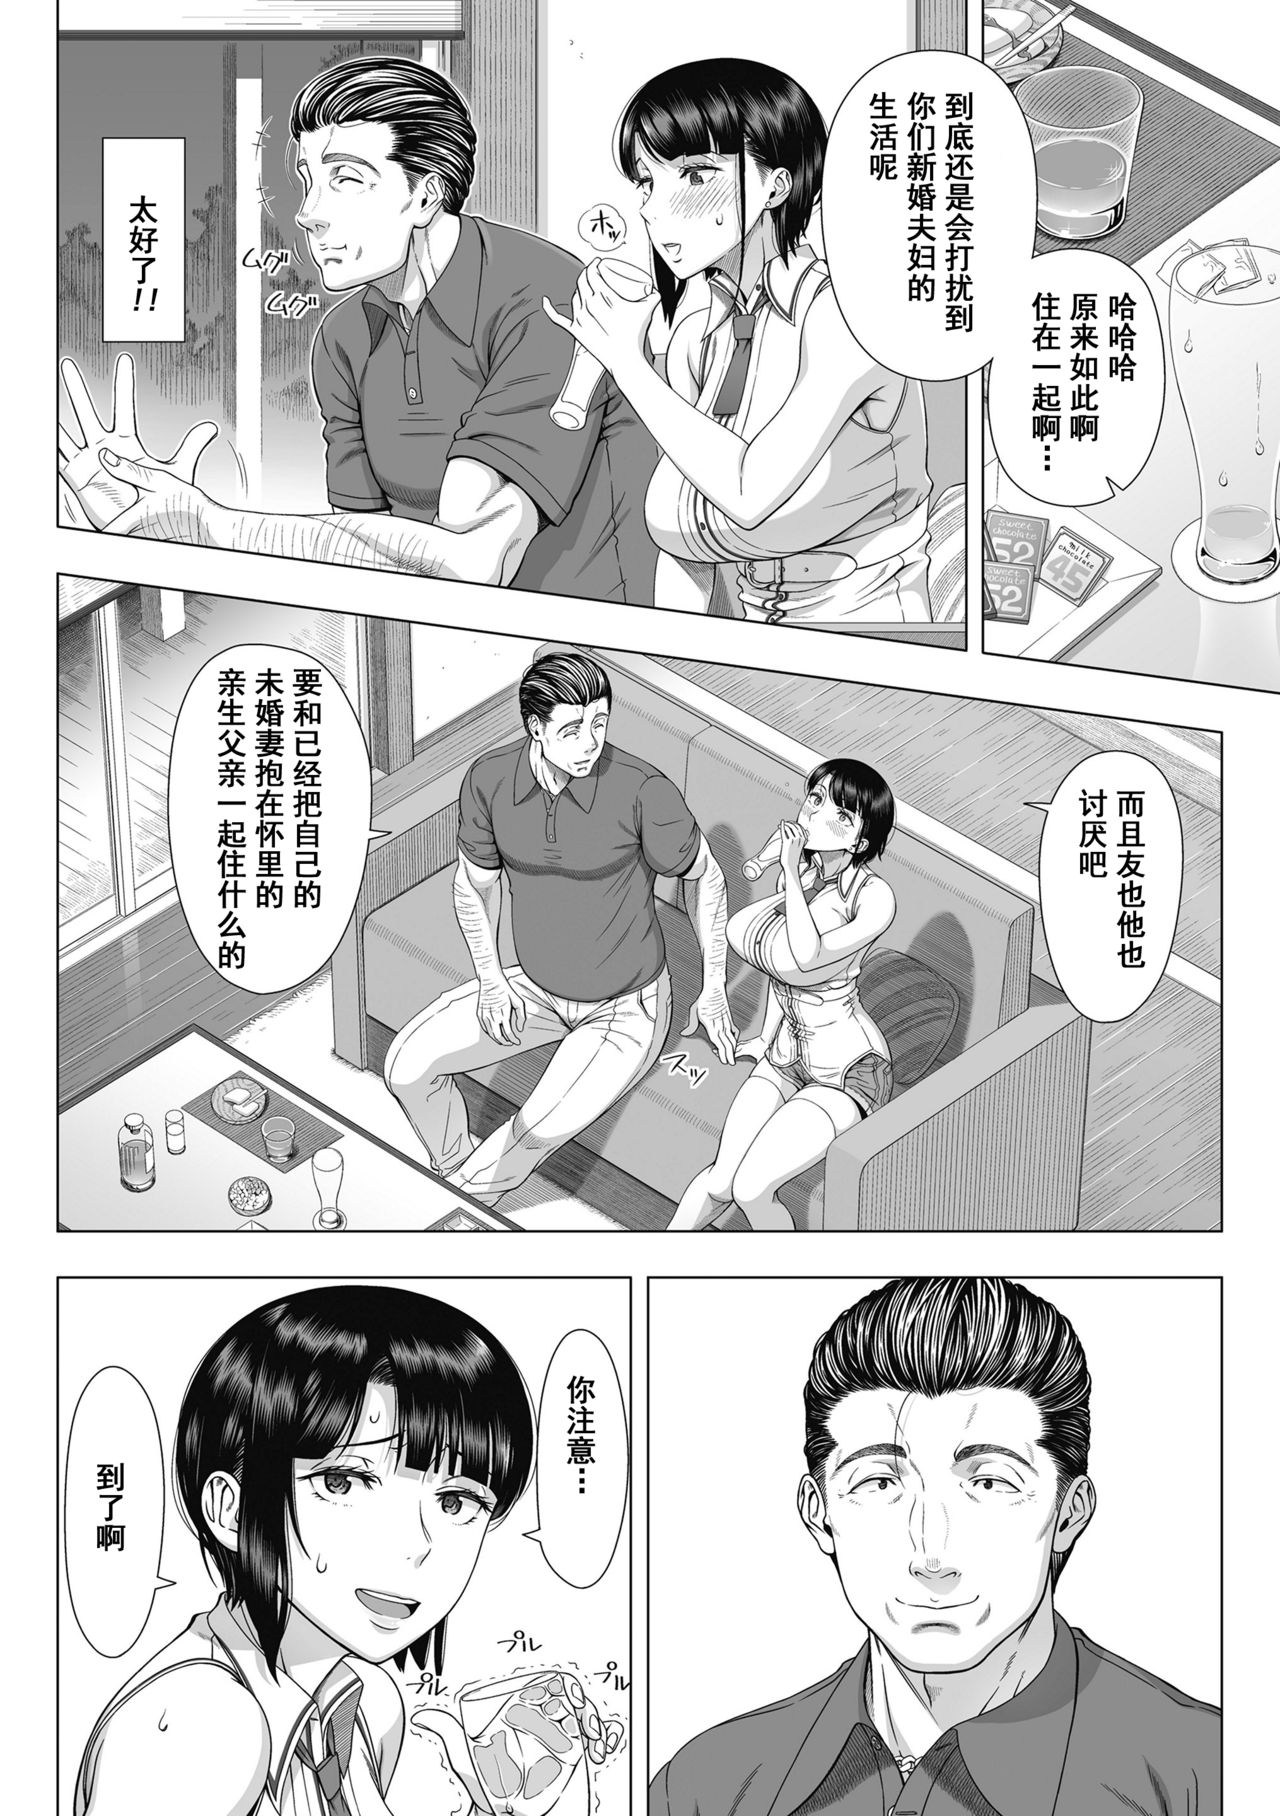 哈哈哈
原来如此啊
住在一起啊…
到底还是会打扰到
你们新婚夫妇的
生活呢
sweet
chocolate
52
milk
chocolate
45
sweet
chocolate
52
ホッ
ムグ
ムグ
太好了!!
而且友也他也
讨厌吧
要和已经把自己的
未婚妻抱在怀里的
亲生父亲一起住什么的
スッ
你注意…
到了啊
プル
プル
プル